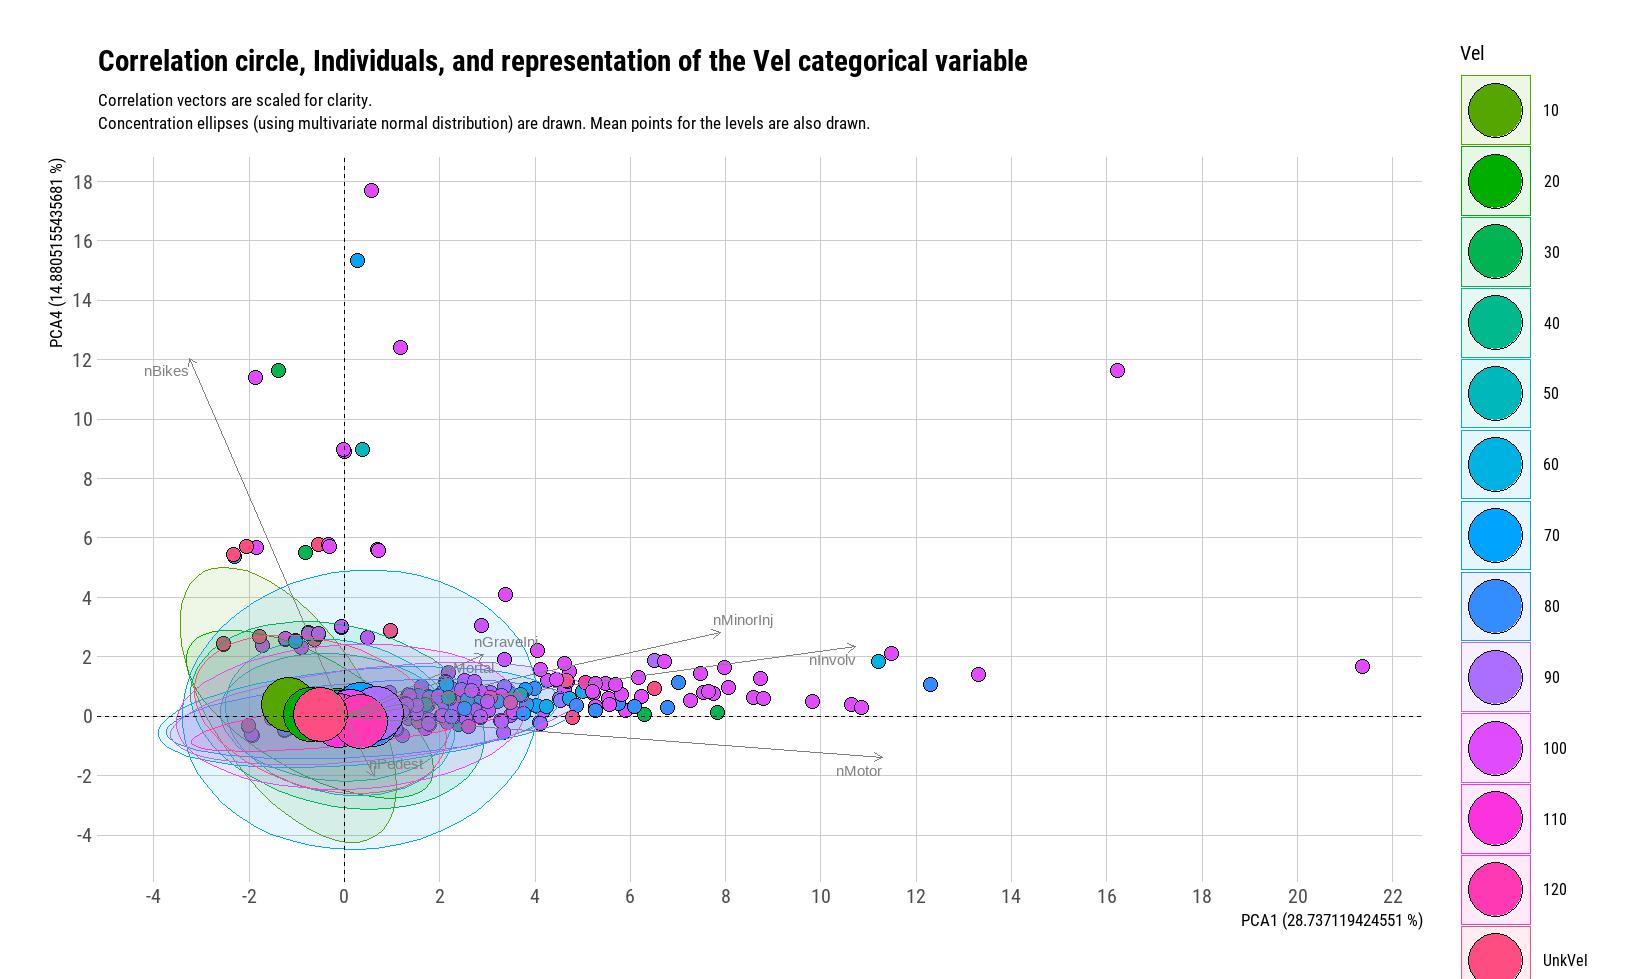 Correlation circle, Individuals, and representation of the Vel categorical variable
Correlation vectors are scaled for clarity.
Concentration ellipses (using multivariate normal distribution) are drawn. Mean points for the levels are also drawn.
PCA4 (14.8805155435681 %)
18
16
14
12
10
8
6
4
2
0
-2
-4
nBikes
nMinorInj
nGraveInj
nInvolv
Mortal
nPedest
nMotor
-4
-2
0
2
4
6
8
10
12
14
16
18
20
22
PCA1 (28.737119424551 %)
Vel
10
20
30
40
50
60
70
80
90
100
110
120
UnkVel